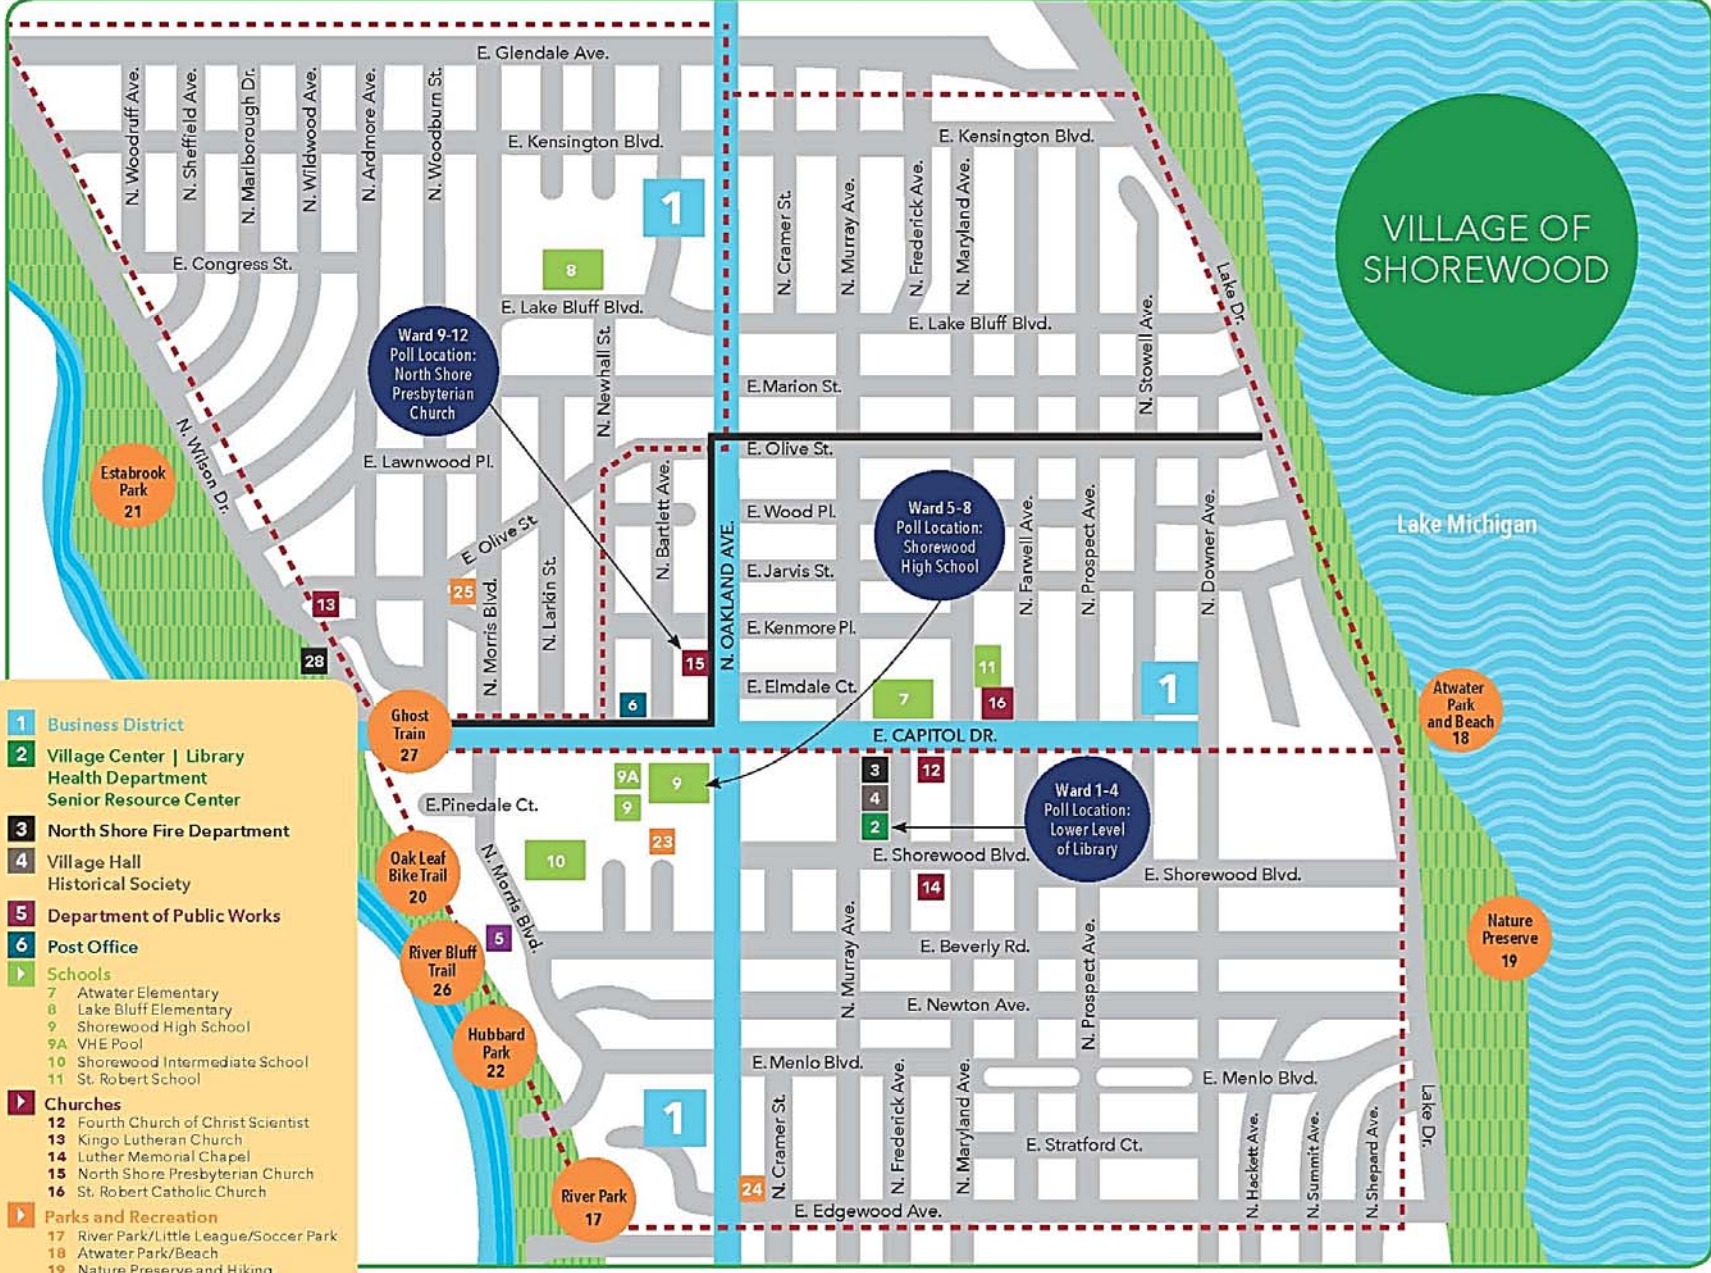 E. Glendale Ave.
N. Woodruff Ave.
N. Sheffield Ave.
N. Marlborough Dr.
N. Wildwood Ave.
N. Ardmore Ave.
N. Woodburn St.
E. Kensington Blvd.
E. Kensington Blvd.
1
N. Cramer St.
N. Murray Ave.
N. Frederick Ave.
N. Maryland Ave.
VILLAGE OF
SHOREWOOD
E. Congress St.
8
Lake Dr.
E. Lake Bluff Blvd.
E. Lake Bluff Blvd.
N. Stowell Ave.
Ward 9-12
Poll Location:
North Shore
Presbyterian
Church
N. Newhall St.
E. Marion St.
N. Wilson Dr.
E. Lawnwood Pl.
E. Olive St.
Estabrook
Park
21
N. Bartlett Ave.
E. Wood Pl.
Ward 5-8
Poll Location:
Shorewood
High School
N. Farwell Ave.
N. Prospect Ave.
N. Downer Ave.
Lake Michigan
E. Olive St.
N. OAKLAND AVE.
E. Jarvis St.
13
25
N. Morris Blvd.
N. Larkin St.
E. Kenmore Pl.
28
15
11
E. Elmdale Ct.
7
16
1
6
Atwater
Park
and Beach
18
Ghost
Train
27
E. CAPITOL DR.
9A
9
9
3
12
4
2
Ward 1-4
Poll Location:
Lower Level
of Library
E.Pinedale Ct.
23
10
E. Shorewood Blvd.
E. Shorewood Blvd.
Oak Leaf
Bike Trail
20
N. Morris Blvd.
14
5
N. Murray Ave.
E. Beverly Rd.
N. Prospect Ave.
Nature
Preserve
19
River Bluff
Trail
26
E. Newton Ave.
Hubbard
Park
22
E. Menlo Blvd.
E. Menlo Blvd.
1
N. Cramer St.
N. Frederick Ave.
N. Maryland Ave.
E. Stratford Ct.
N. Hackett Ave.
N. Summit Ave.
N. Shepard Ave.
Lake Dr.
River Park
17
24
E. Edgewood Ave.
1 Business District
2 Village Center | Library
Health Department
Senior Resource Center
3 North Shore Fire Department
4 Village Hall
Historical Society
5 Department of Public Works
6 Post Office
Schools
7 Atwater Elementary
8 Lake Bluff Elementary
9 Shorewood High School
9A VHE Pool
10 Shorewood Intermediate School
11 St. Robert School
Churches
12 Fourth Church of Christ Scientist
13 Kingo Lutheran Church
14 Luther Memorial Chapel
15 North Shore Presbyterian Church
16 St. Robert Catholic Church
Parks and Recreation
17 River Park/Little League/Soccer Park
18 Atwater Park/Beach
19 Nature Preserve and Hiking